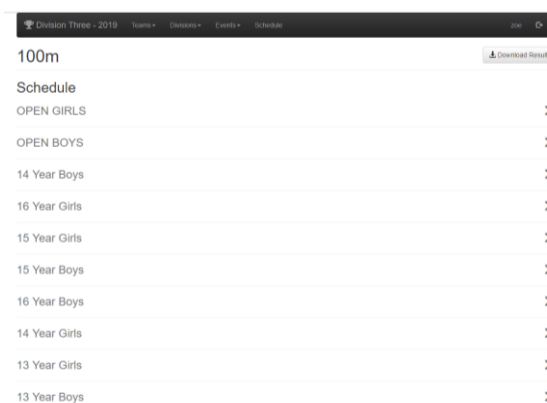 Division Three - 2019 Teams Divisions Events Schedule zoe
100m
Download Result
Schedule
OPEN GIRLS
OPEN BOYS
14 Year Boys
16 Year Girls
15 Year Girls
15 Year Boys
16 Year Boys
14 Year Girls
13 Year Girls
13 Year Boys